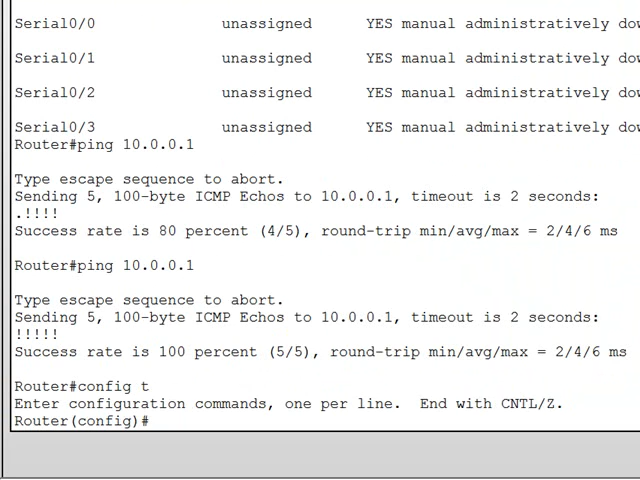 Serial0/0 unassigned YES manual administratively
Serial0/1 unassigned YES manual administratively
Serial0/2 unassigned YES manual administratively
Serial0/3 unassigned YES manual administratively
Router#ping 10.0.0.1
Type escape sequence to abort.
Sending 5, 100-byte ICMP Echos to 10.0.0.1, timeout is 2 seconds:
.!!!!
Success rate is 80 percent (4/5), round-trip min/avg/max = 2/4/6 ms
Router#ping 10.0.0.1
Type escape sequence to abort.
Sending 5, 100-byte ICMP Echos to 10.0.0.1, timeout is 2 seconds:
!!!!!
Success rate is 100 percent (5/5), round-trip min/avg/max = 2/4/6 ms
Router#config t
Enter configuration commands, one per line. End with CNTL/Z.
Router(config)#